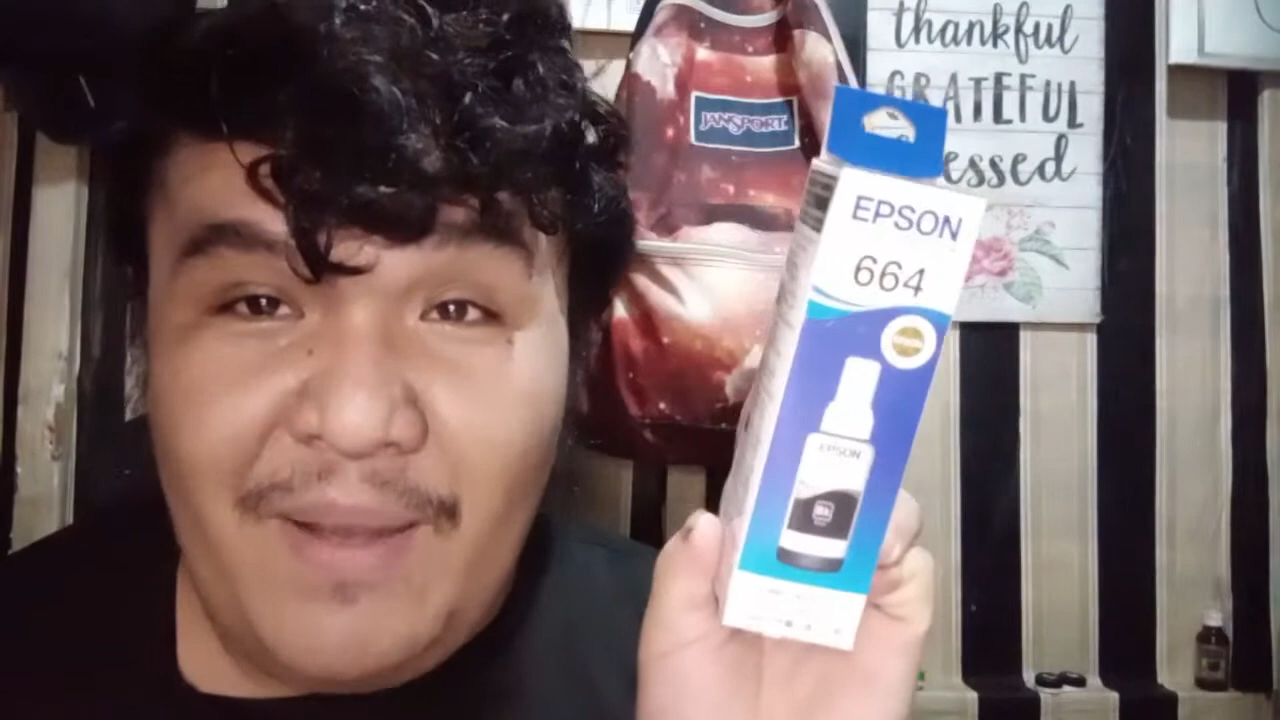 thankful
GRATEFUL
essed
JANSPORT
EPSON
664
EPSON